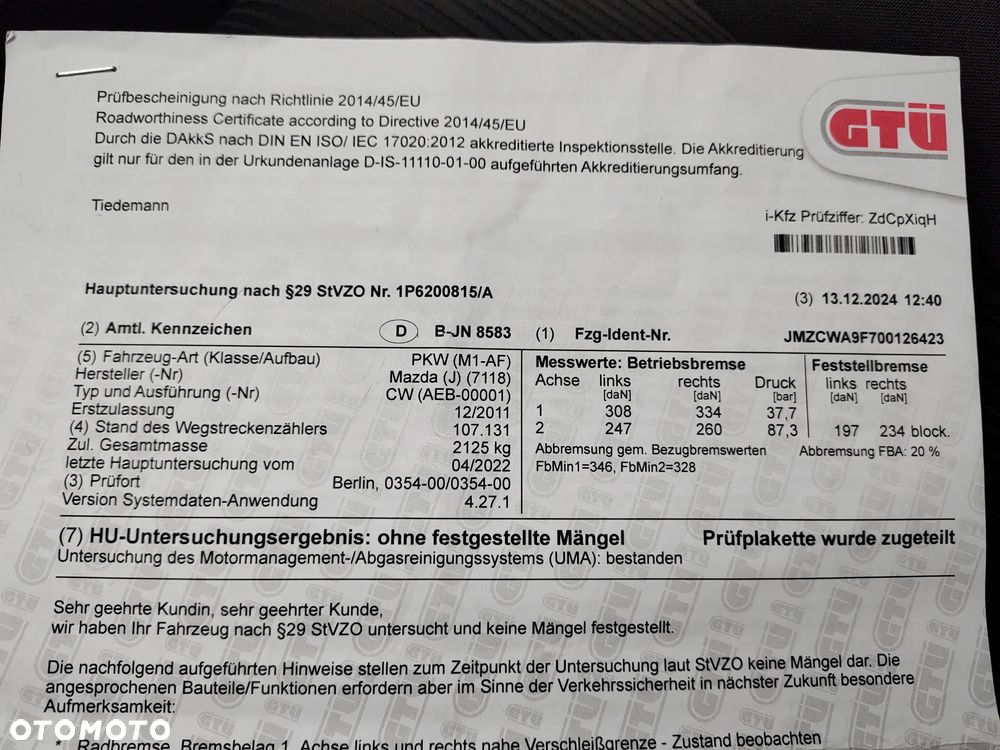 Prüfbescheinigung nach Richtlinie 2014/45/EU
Roadworthiness Certificate according to Directive 2014/45/EU
Durch die DAkkS nach DIN EN ISO/ IEC 17020:2012 akkreditierte Inspektionsstelle. Die Akkreditierung
gilt nur für den in der Urkundenanlage D-IS-11110-01-00 aufgeführten Akkreditierungsumfang.
GTÜ
Tiedemann
i-Kfz Prüfziffer: ZdCpXiqH
Hauptuntersuchung nach §29 StVZO Nr. 1P6200815/A
(3) 13.12.2024 12:40
(2) Amtl. Kennzeichen D B-JN 8583 (1) Fzg-Ident-Nr. JMZCWA9F700126423
(5) Fahrzeug-Art (Klasse/Aufbau) PKW (M1-AF)
Hersteller (-Nr) Mazda (J) (7118)
Typ und Ausführung (-Nr) CW (AEB-00001)
Erstzulassung 12/2011
(4) Stand des Wegstreckenzählers 107.131
Zul. Gesamtmasse 2125 kg
letzte Hauptuntersuchung vom 04/2022
(3) Prüfort Berlin, 0354-00/0354-00
Version Systemdaten-Anwendung 4.27.1
Messwerte: Betriebsbremse Feststellbremse
Achse links rechts Druck links rechts
[daN] [daN] [bar] [daN] [daN]
1 308 334 37,7
2 247 260 87,3 197 234 block.
Abbremsung gem. Bezugbremswerten Abbremsung FBA: 20 %
FbMin1=346, FbMin2=328
(7) HU-Untersuchungsergebnis: ohne festgestellte Mängel Prüfplakette wurde zugeteilt
Untersuchung des Motormanagement-/Abgasreinigungssystems (UMA): bestanden
Sehr geehrte Kundin, sehr geehrter Kunde,
wir haben Ihr Fahrzeug nach §29 StVZO untersucht und keine Mängel festgestellt.
Die nachfolgend aufgeführten Hinweise stellen zum Zeitpunkt der Untersuchung laut StVZO keine Mängel dar. Die
angesprochenen Bauteile/Funktionen erfordern aber im Sinne der Verkehrssicherheit in nächster Zukunft besondere
Aufmerksamkeit:
* Radbremse, Bremsbelag 1. Achse links und rechts nahe Verschleißgrenze - Zustand beobachten
OTOMOTO